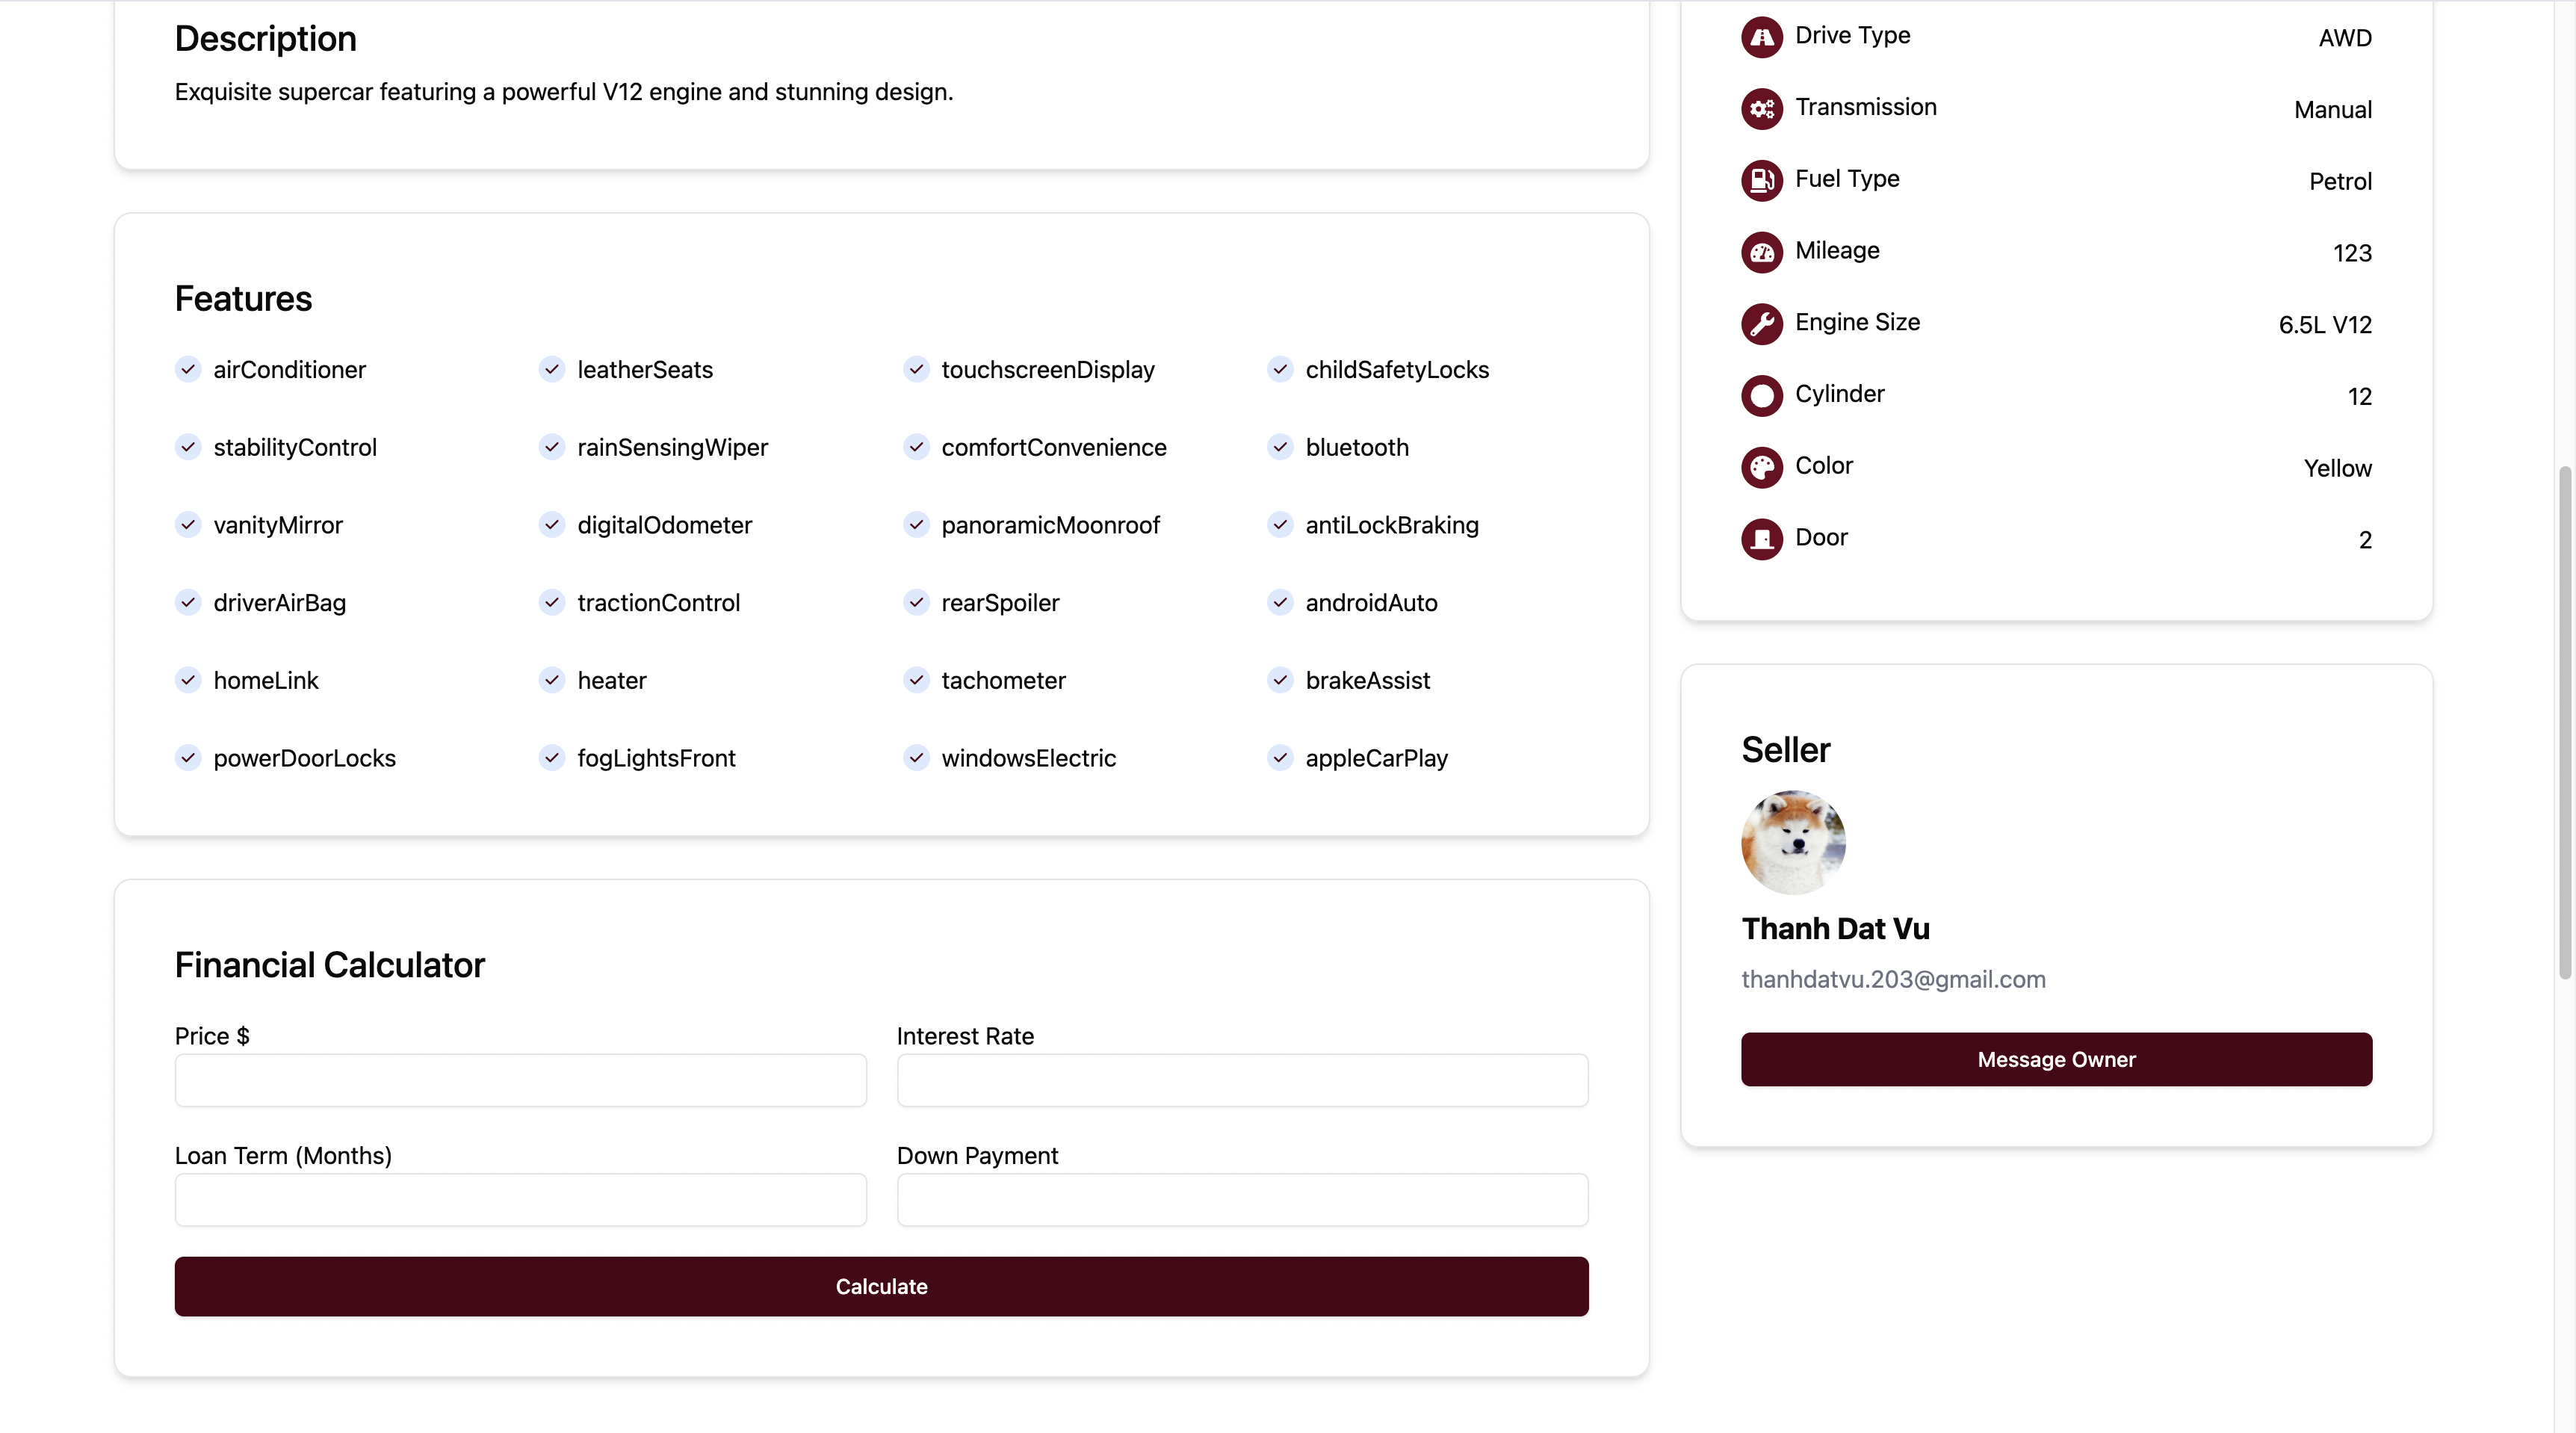 Description
Exquisite supercar featuring a powerful V12 engine and stunning design.
Features
airConditioner leatherSeats touchscreenDisplay childSafetyLocks
stabilityControl rainSensingWiper comfortConvenience bluetooth
vanityMirror digitalOdometer panoramicMoonroof antiLockBraking
driverAirBag tractionControl rearSpoiler androidAuto
homeLink heater tachometer brakeAssist
powerDoorLocks fogLightsFront windowsElectric appleCarPlay
Financial Calculator
Price $ Interest Rate
Loan Term (Months) Down Payment
Calculate
Drive Type AWD
Transmission Manual
Fuel Type Petrol
Mileage 123
Engine Size 6.5L V12
Cylinder 12
Color Yellow
Door 2
Seller
Thanh Dat Vu
thanhdatvu.203@gmail.com
Message Owner